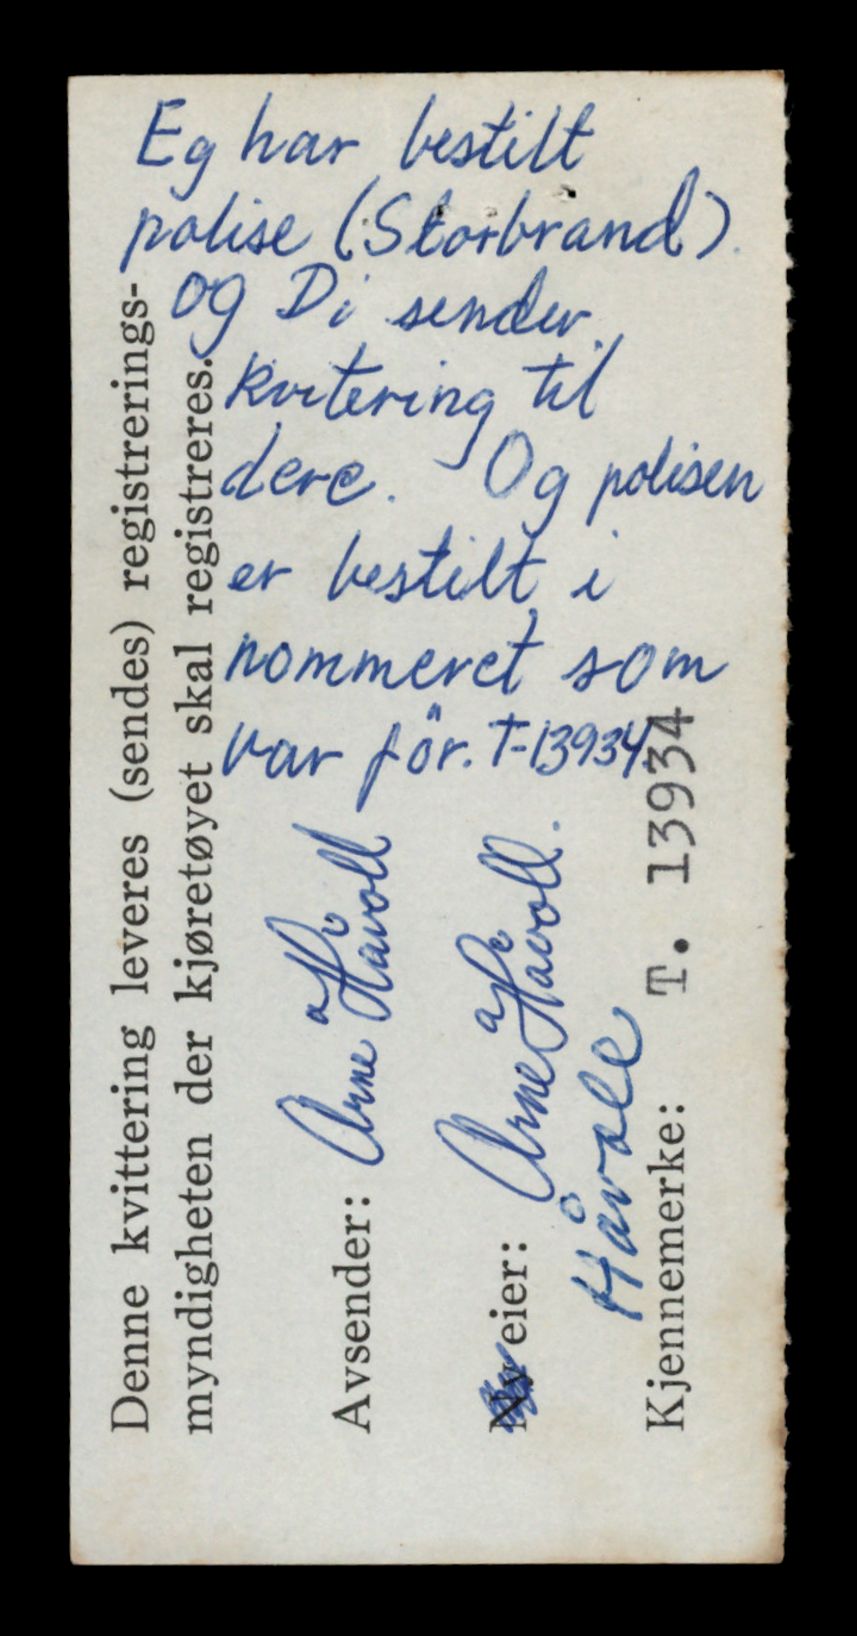 Eg har bestilt
polise (Storbrand).
og Di sender
kvitering til
dere. Og polisen
er bestilt i
nommeret som
var för. T-13934.
Denne kvittering leveres (sendes) registrerings-
myndigheten der kjøretøyet skal registreres.
Avsender: Arne Håvoll
Ny eier: Arne Håvoll.
Håvole
Kjennemerke: T. 13934